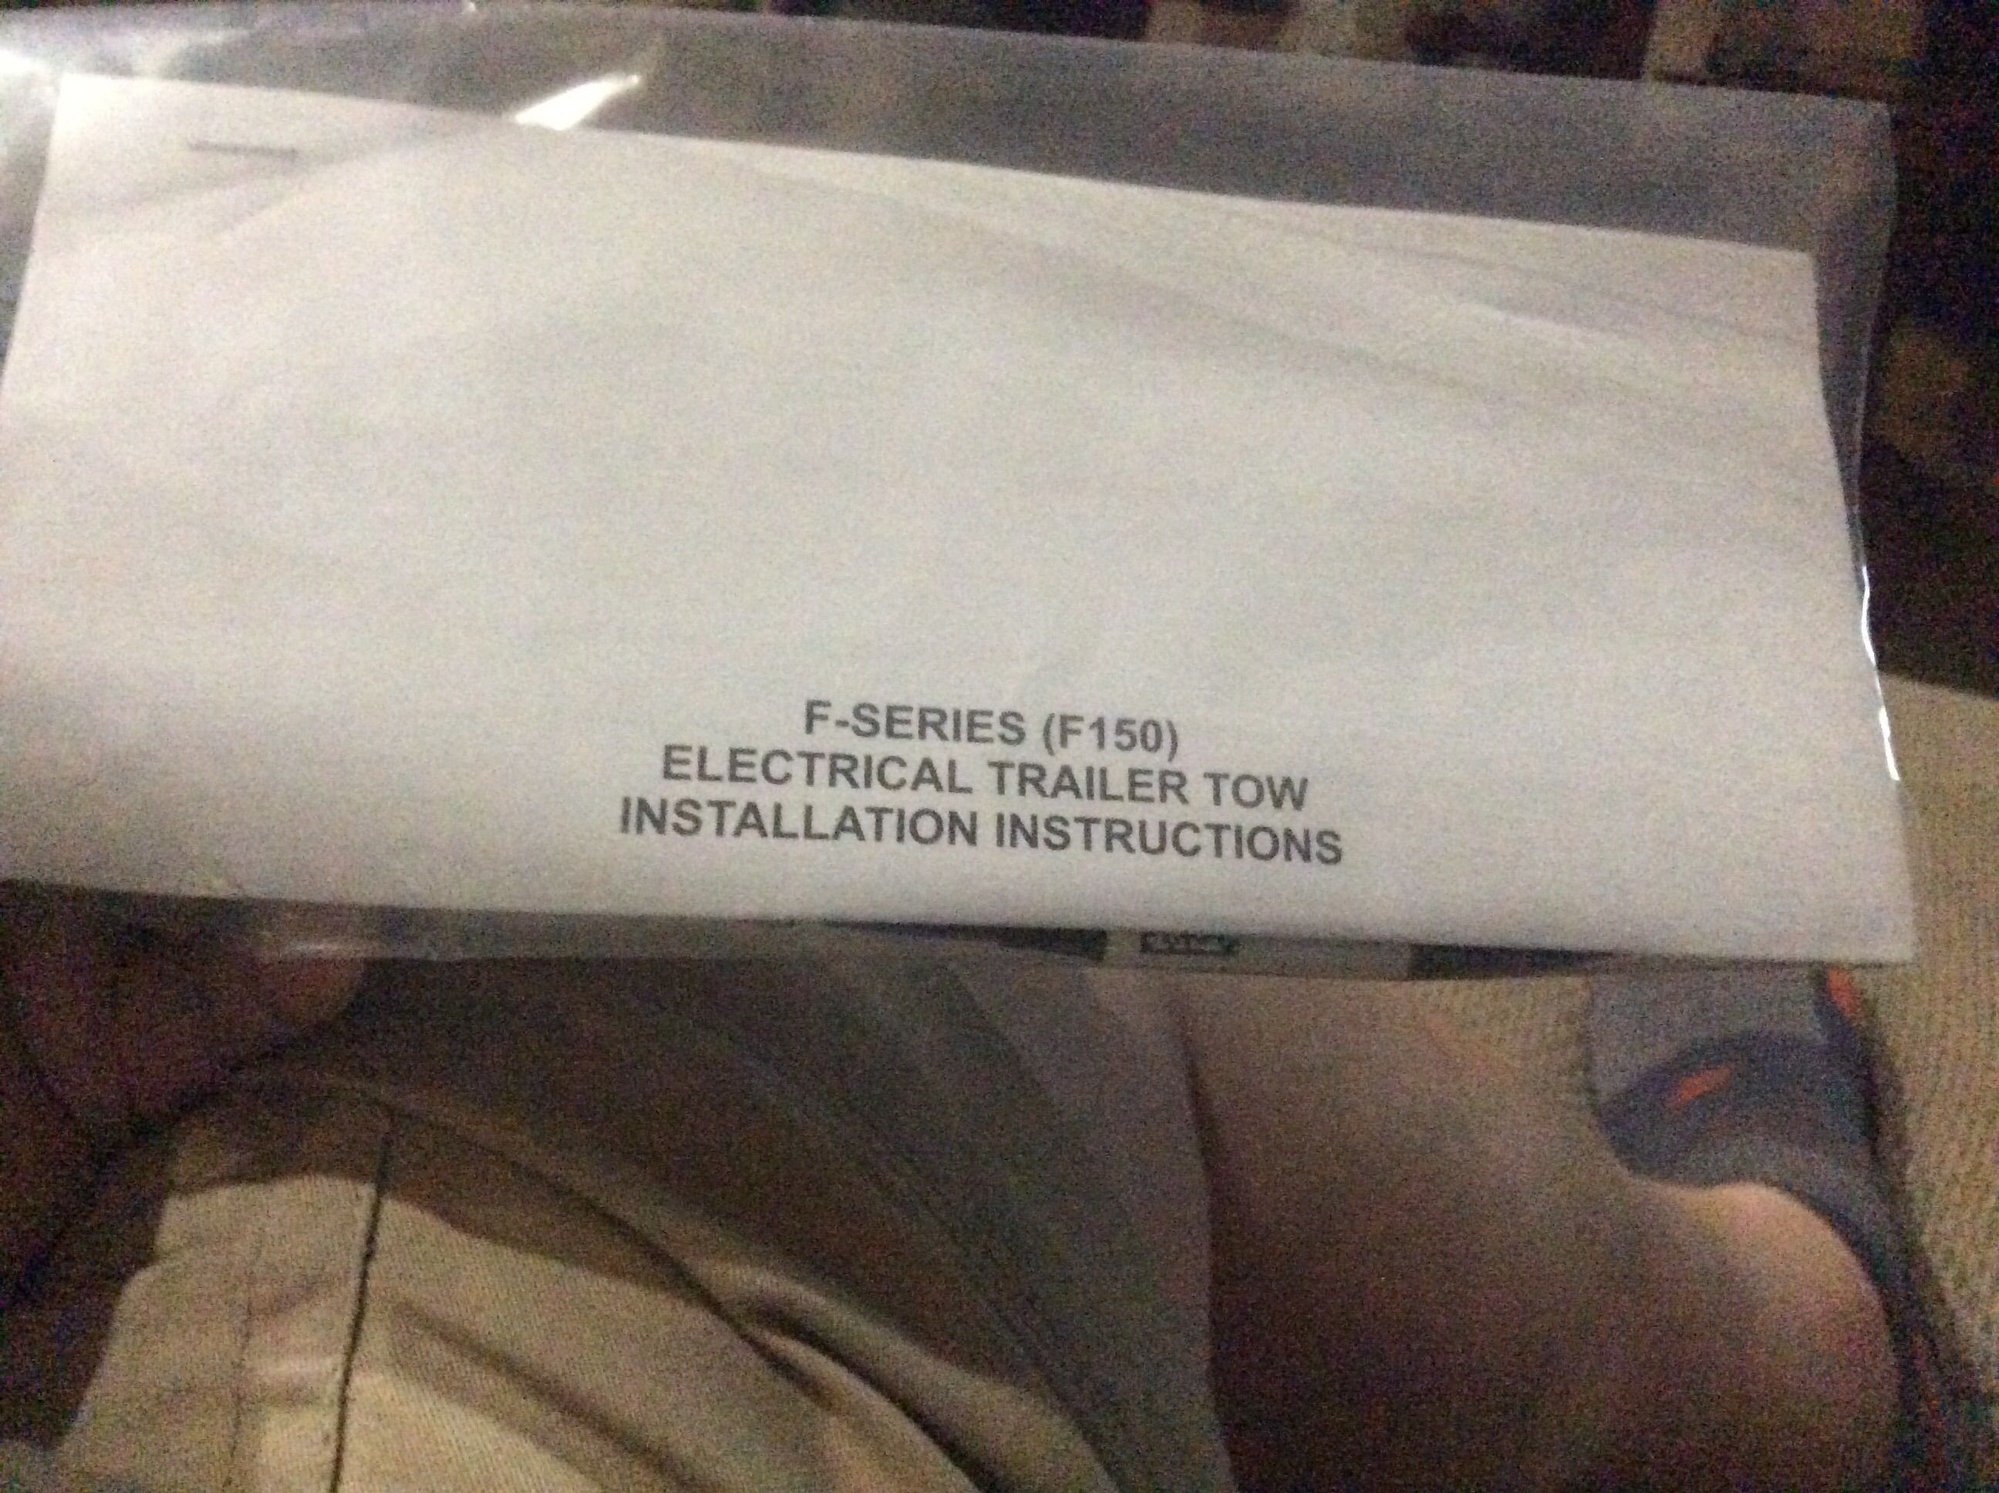 F-SERIES (F150)
ELECTRICAL TRAILER TOW
INSTALLATION INSTRUCTIONS